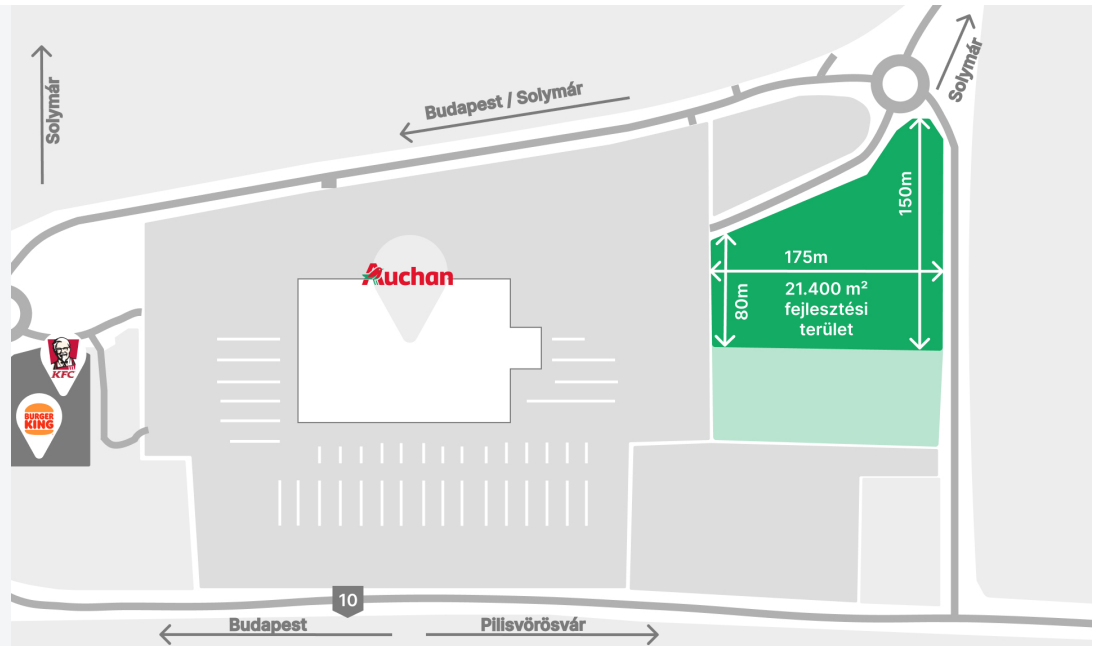 Solymár
Budapest / Solymár
Solymár
150m
175m
80m
21.400 m²
fejlesztési
terület
Auchan
KFC
BURGER
KING
10
Budapest
Pilisvörösvár